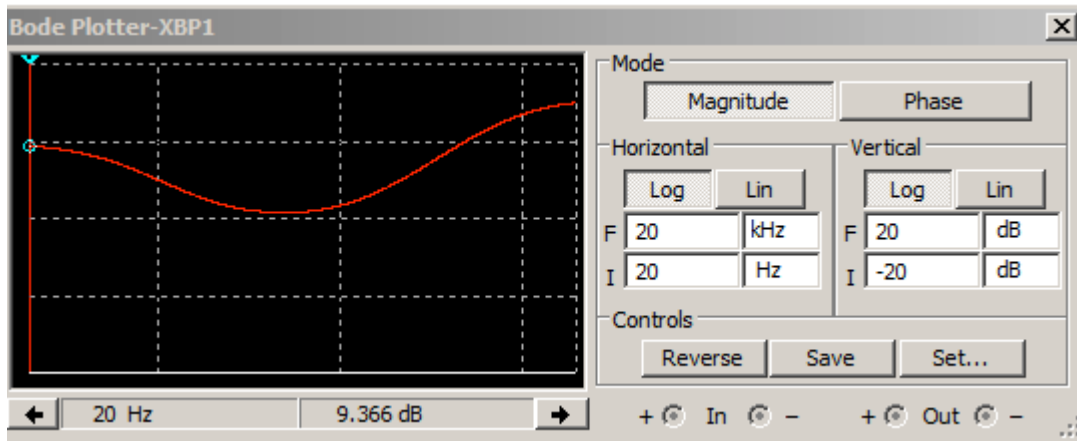 Bode Plotter-XBP1
Mode
Magnitude Phase
Horizontal Vertical
Log Lin Log Lin
F 20 kHz F 20 dB
I 20 Hz I -20 dB
Controls
Reverse Save Set...
20 Hz 9.366 dB + In - + Out -